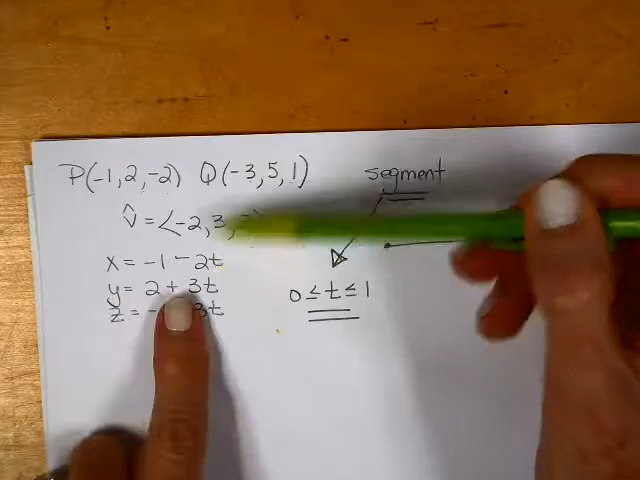 P(-1, 2, -2) Q(-3, 5, 1)
segment
v̂ = <-2, 3,
x = -1 - 2t
y = 2 + 3t
0 ≤ t ≤ 1
z = - 3t